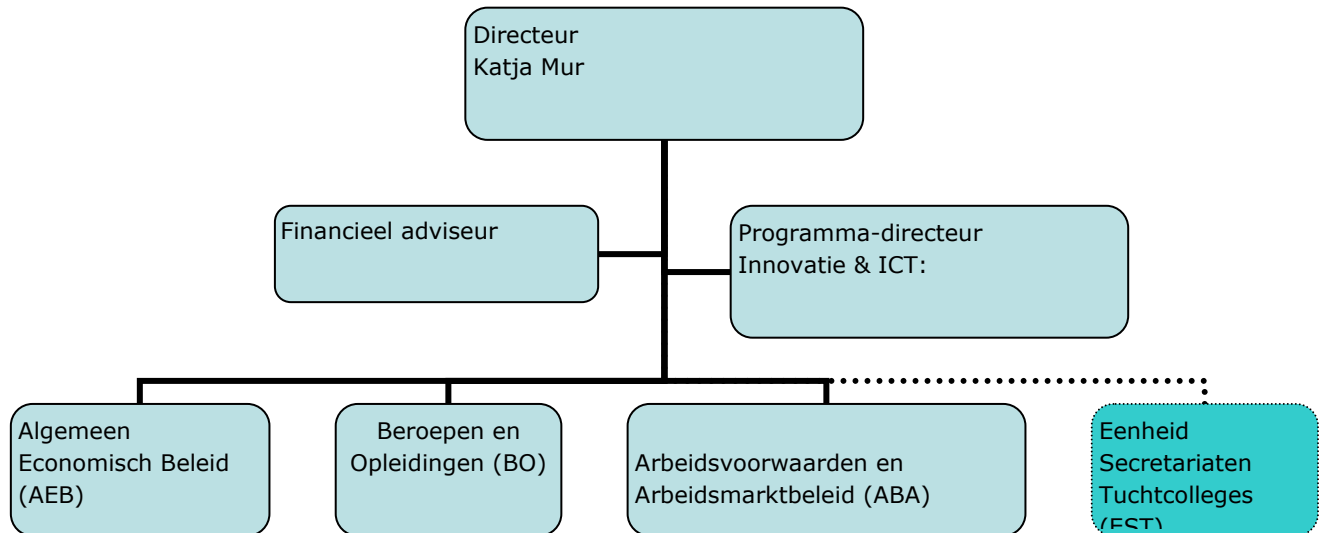 Directeur
Katja Mur
Financieel adviseur
Programma-directeur
Innovatie & ICT:
Algemeen
Economisch Beleid
(AEB)
Beroepen en
Opleidingen (BO)
Arbeidsvoorwaarden en
Arbeidsmarktbeleid (ABA)
Eenheid
Secretariaten
Tuchtcolleges
(EST)